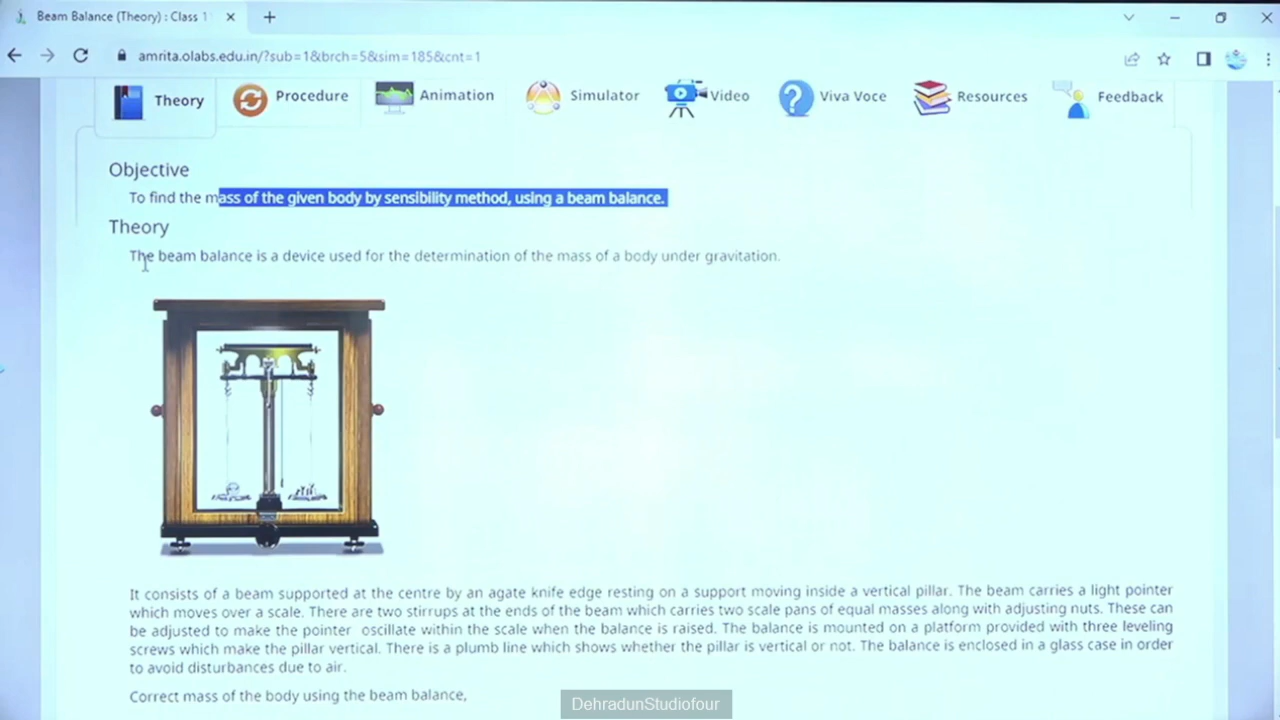 Beam Balance (Theory) : Class 1
amrita.olabs.edu.in/?sub=1&brch=5&sim=185&cnt=1
Theory Procedure Animation Simulator Video Viva Voce Resources Feedback
Objective
To find the mass of the given body by sensibility method, using a beam balance.
Theory
The beam balance is a device used for the determination of the mass of a body under gravitation.
It consists of a beam supported at the centre by an agate knife edge resting on a support moving inside a vertical pillar. The beam carries a light pointer
which moves over a scale. There are two stirrups at the ends of the beam which carries two scale pans of equal masses along with adjusting nuts. These can
be adjusted to make the pointer oscillate within the scale when the balance is raised. The balance is mounted on a platform provided with three leveling
screws which make the pillar vertical. There is a plumb line which shows whether the pillar is vertical or not. The balance is enclosed in a glass case in order
to avoid disturbances due to air.
Correct mass of the body using the beam balance,
DehradunStudiofour